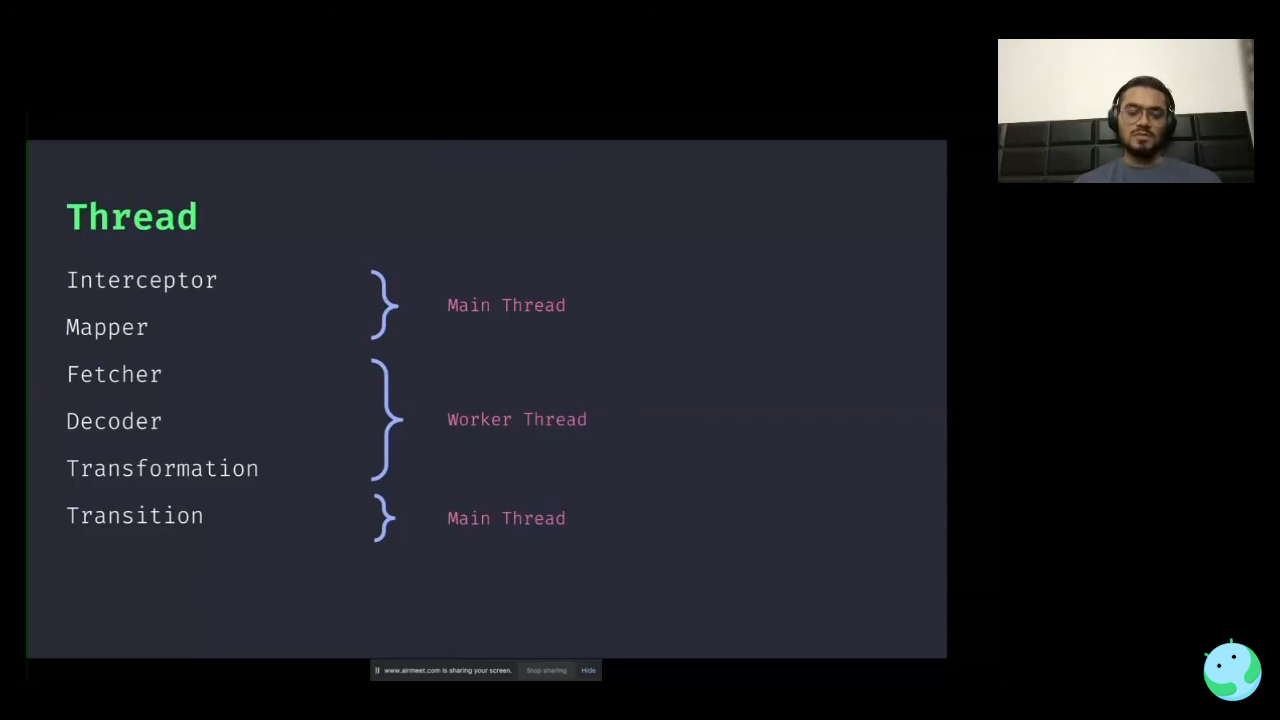 Thread
Interceptor
Mapper
Main Thread
Fetcher
Decoder
Transformation
Worker Thread
Transition
Main Thread
www.airmeet.com is sharing your screen. Stop sharing Hide